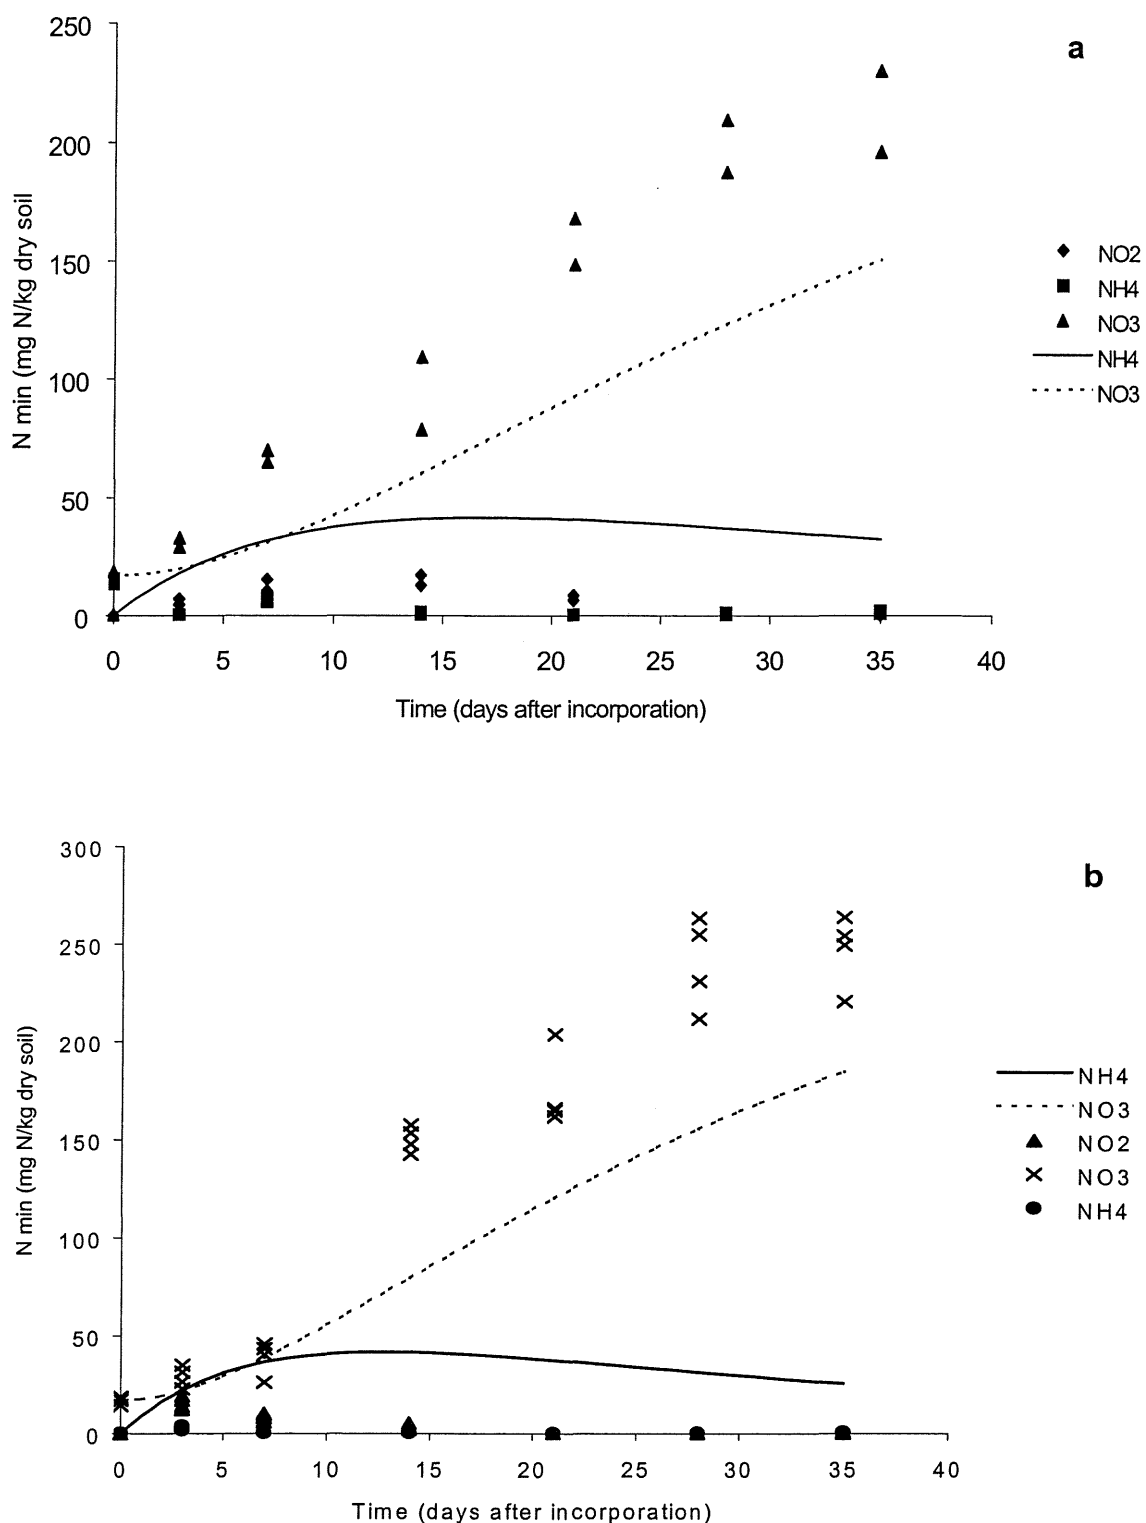 250
a
200
N min (mg N/kg dry soil
150
100
50
0
NO2
NH4
NO3
NH4
NO3
0 5 10 15 20 25 30 35 40
Time (days after incorporation)
300
b
250
200
N min (mg N/kg dry soil)
150
100
50
0
NH4
NO3
NO2
NO3
NH4
0 5 10 15 20 25 30 35 40
Time (days after incorporation)